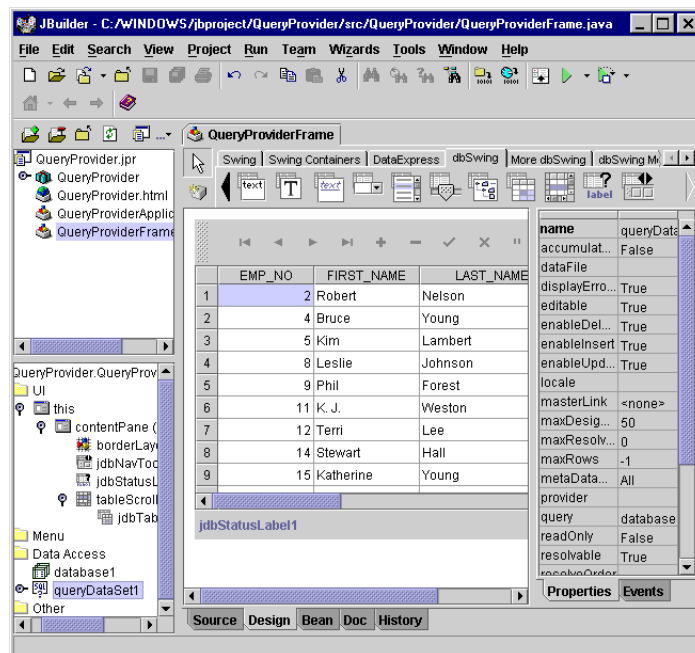 JBuilder - C:/WINDOWS/jbproject/QueryProvider/src/QueryProvider/QueryProviderFrame.java
File Edit Search View Project Run Team Wizards Tools Window Help
QueryProviderFrame
QueryProvider.jpr
QueryProvider
QueryProvider.html
QueryProviderApplic
QueryProviderFrame
Swing Swing Containers DataExpress dbSwing More dbSwing dbSwing M
text T text label
EMP_NO FIRST_NAME LAST_NAME
1 2 Robert Nelson
2 4 Bruce Young
3 5 Kim Lambert
4 8 Leslie Johnson
5 9 Phil Forest
6 11 K. J. Weston
7 12 Terri Lee
8 14 Stewart Hall
9 15 Katherine Young
jdbStatusLabel1
name queryData
accumulat... False
dataFile
displayErro... True
editable True
enableDel... True
enableInsert True
enableUpd... True
locale
masterLink <none>
maxDesig... 50
maxResolv... 0
maxRows -1
metaData... All
provider
query database
readOnly False
resolvable True
resolveOrder
Properties Events
QueryProvider.QueryProv
UI
this
contentPane (
borderLay
jdbNavToo
jdbStatusL
tableScroll
jdbTab
Menu
Data Access
database1
SQL queryDataSet1
Other
Source Design Bean Doc History